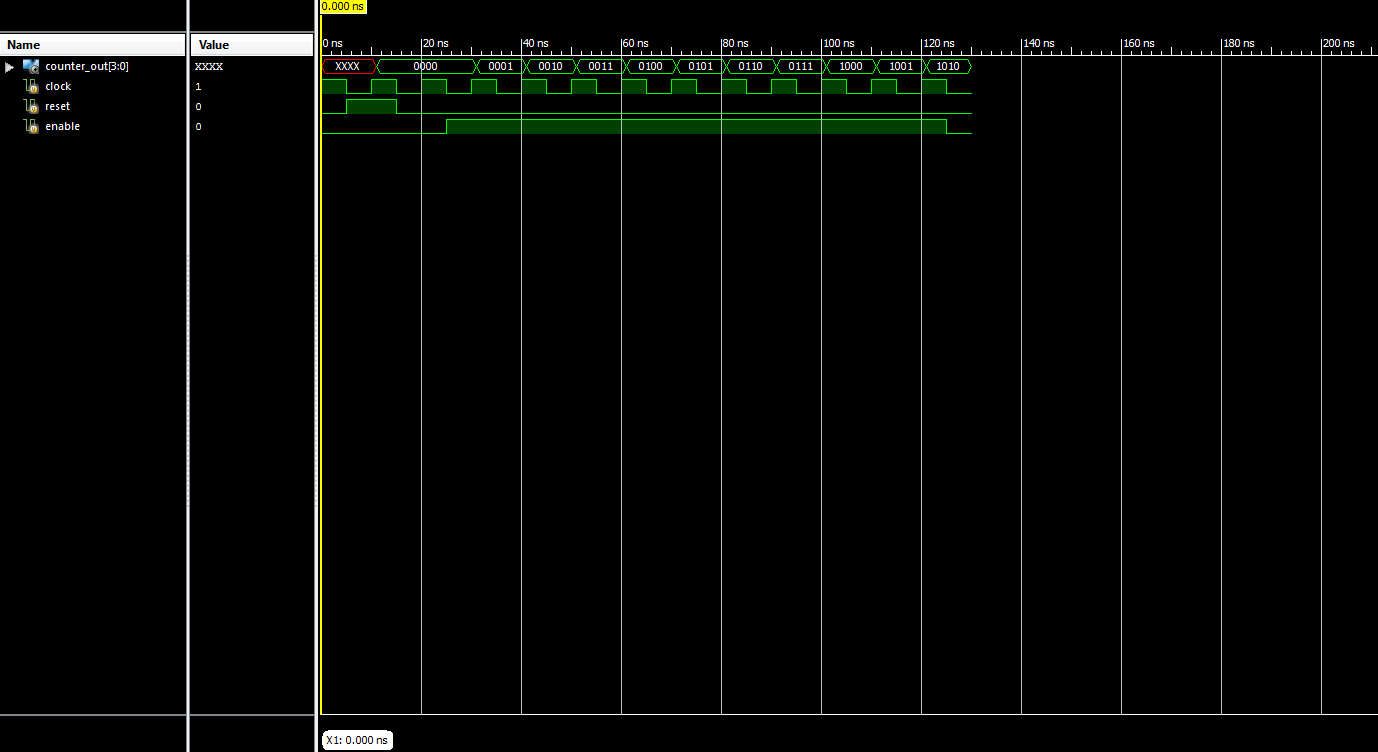 0.000 ns
Name Value 0 ns 20 ns 40 ns 60 ns 80 ns 100 ns 120 ns 140 ns 160 ns 180 ns 200 ns
counter_out[3:0] XXXX XXXX 0000 0001 0010 0011 0100 0101 0110 0111 1000 1001 1010
clock 1
reset 0
enable 0
X1: 0.000 ns